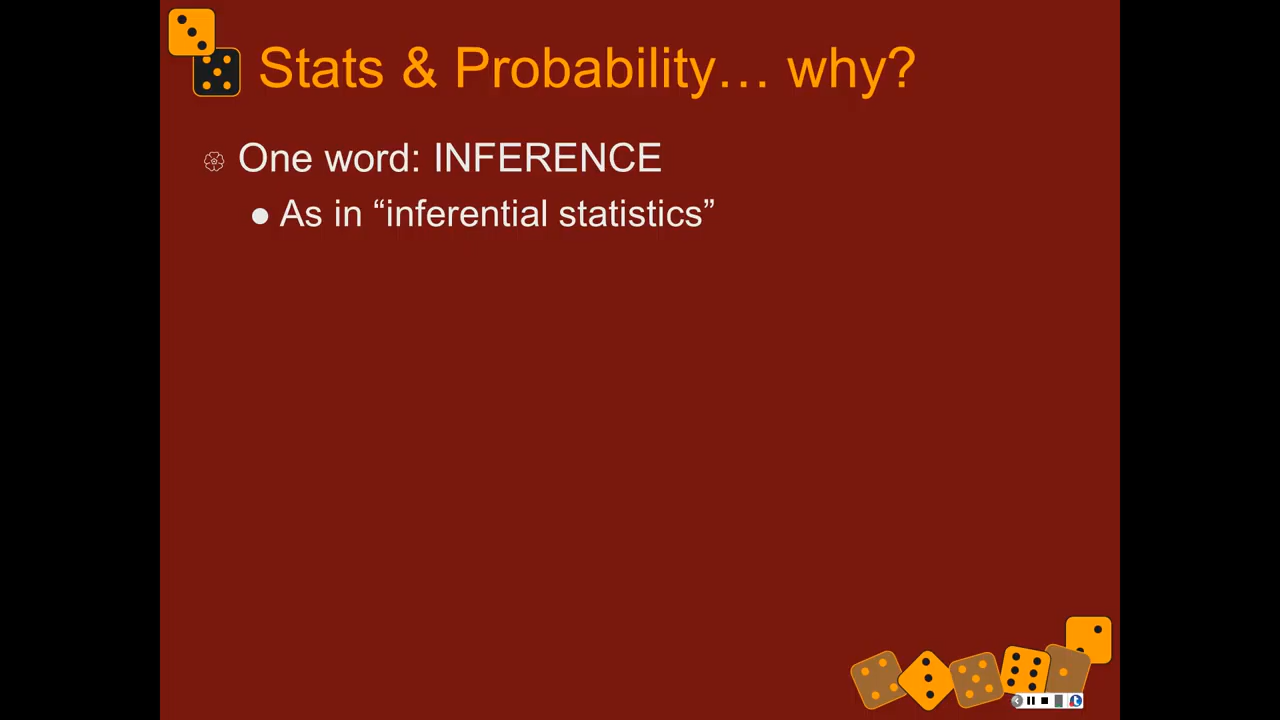 Stats & Probability… why?
One word: INFERENCE
As in “inferential statistics”